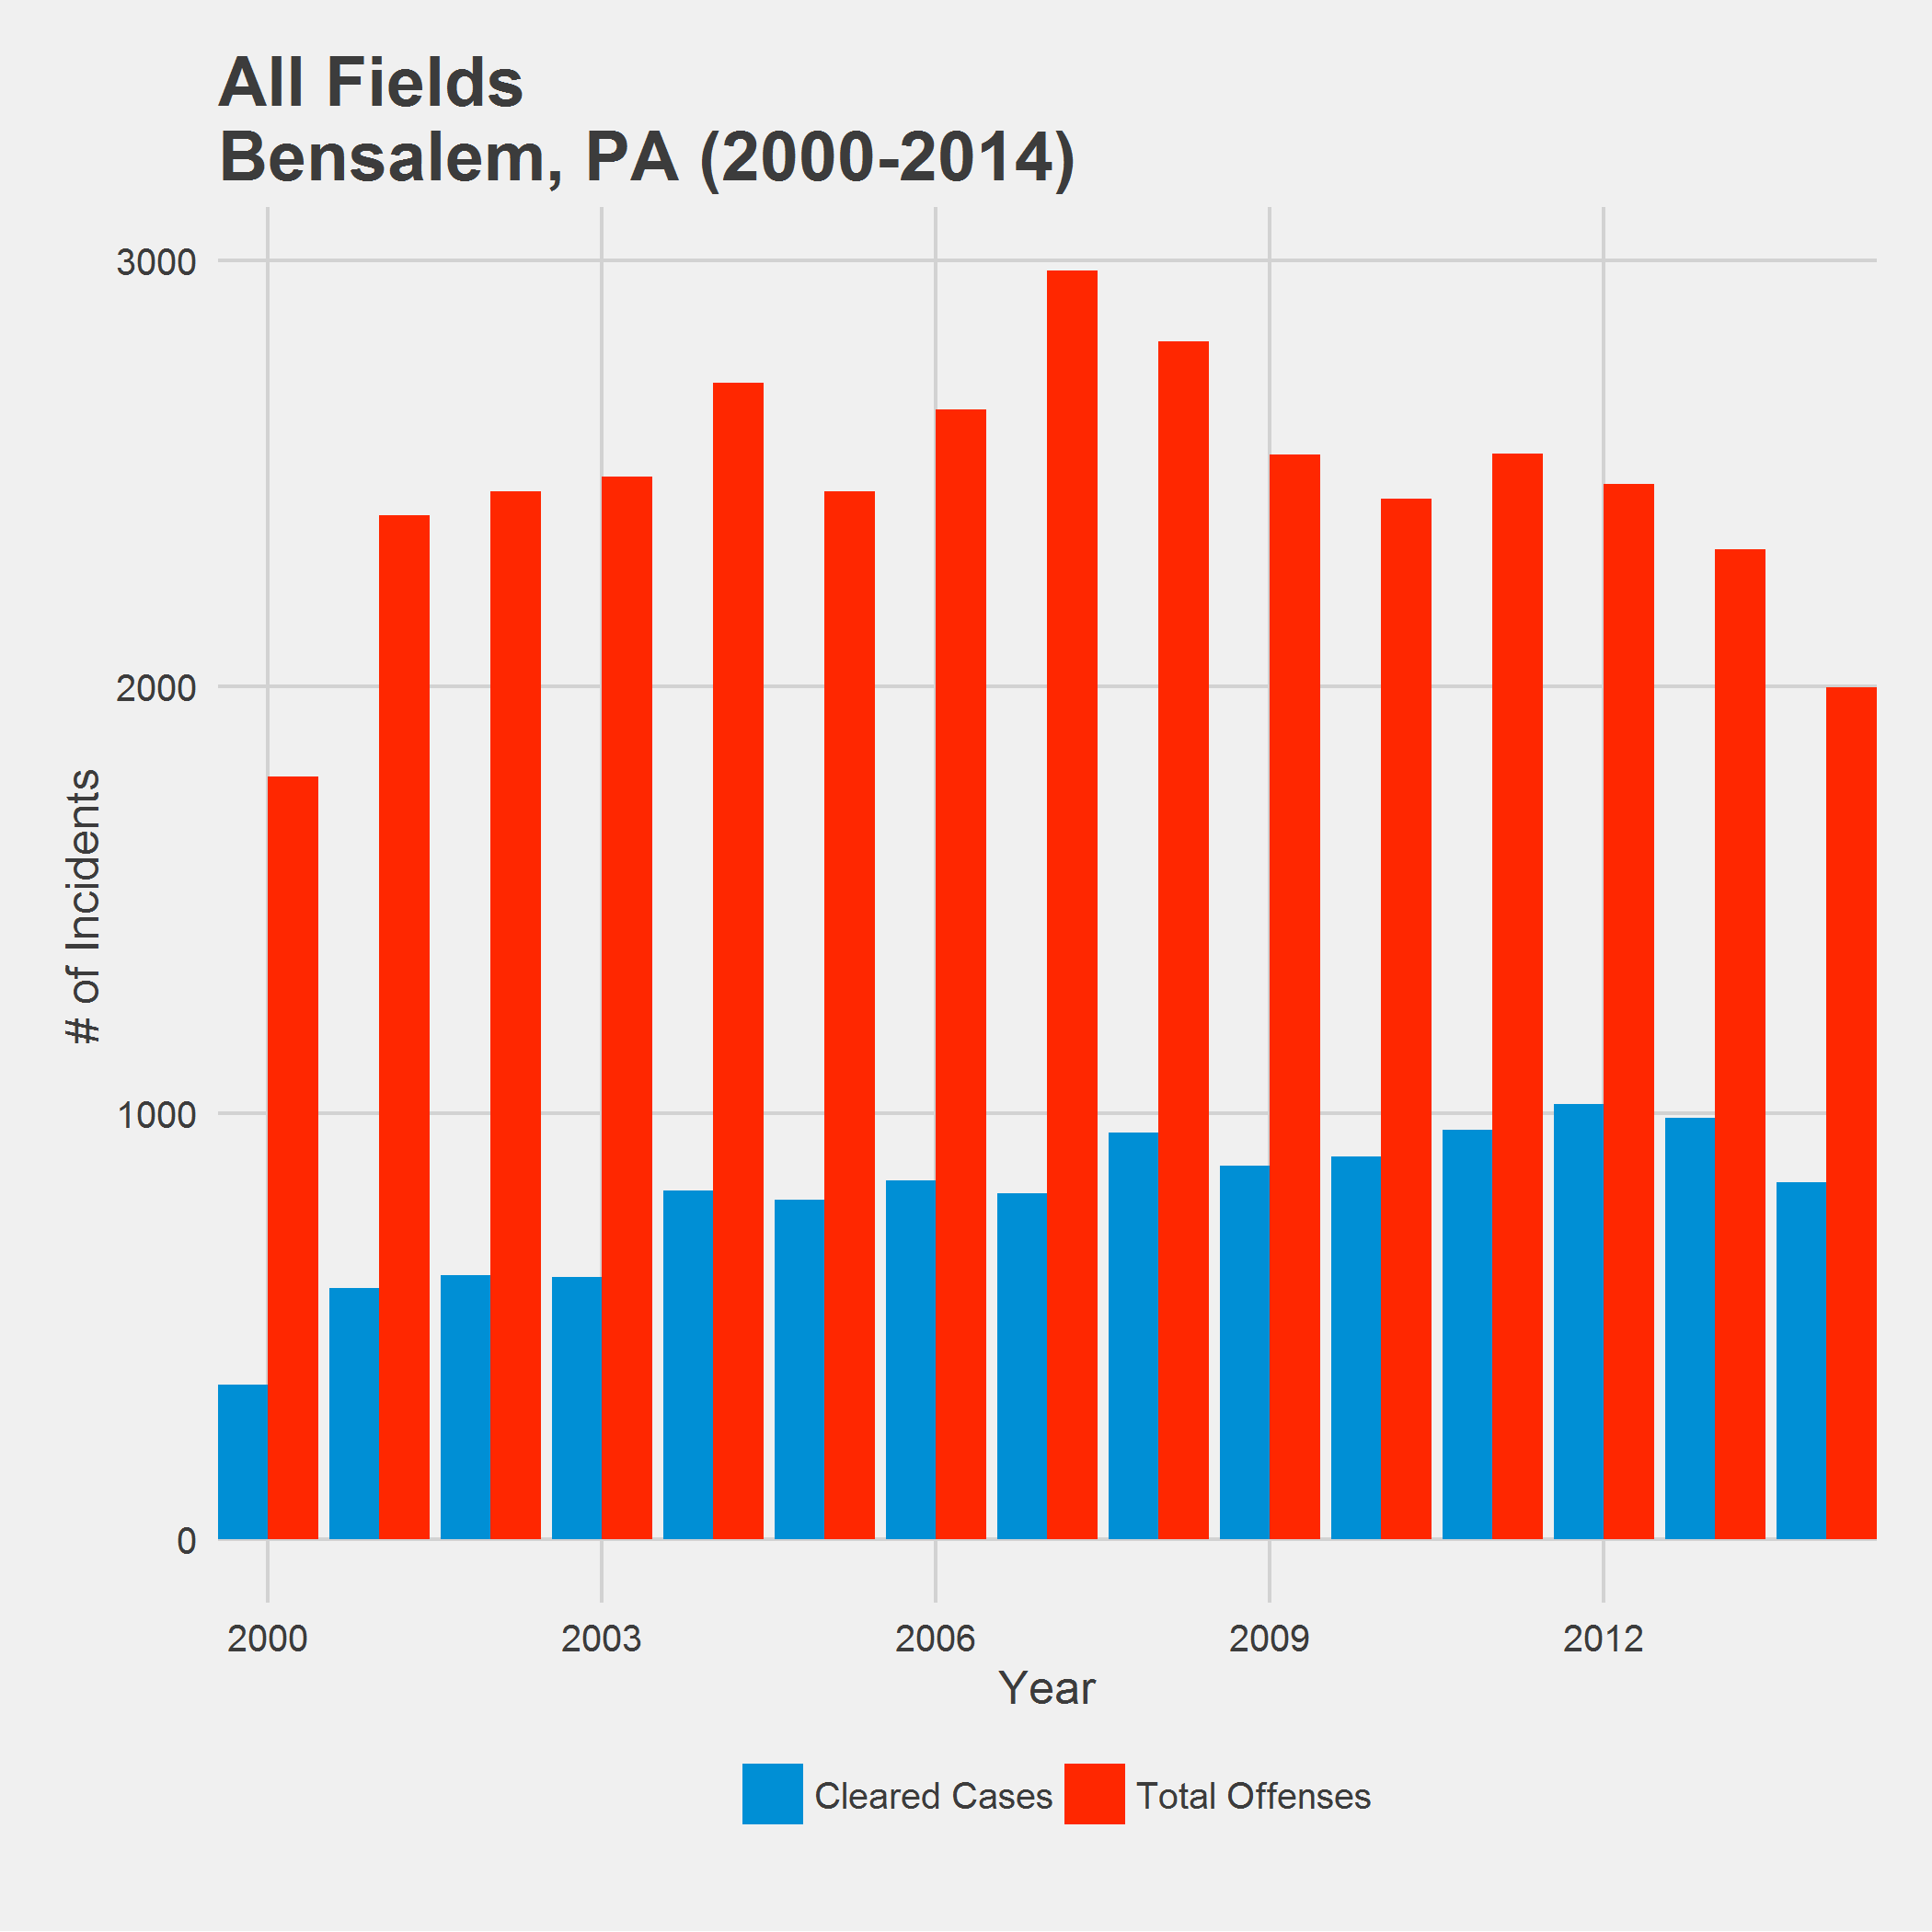 All Fields
Bensalem, PA (2000-2014)
3000
2000
1000
0
# of Incidents
2000 2003 2006 2009 2012
Year
Cleared Cases Total Offenses